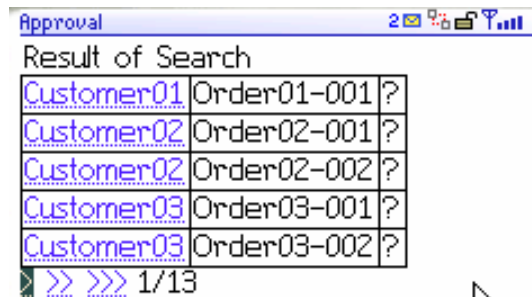 Approval 2
Result of Search
Customer01 Order01-001 ?
Customer02 Order02-001 ?
Customer02 Order02-002 ?
Customer03 Order03-001 ?
Customer03 Order03-002 ?
> >> >>> 1/13